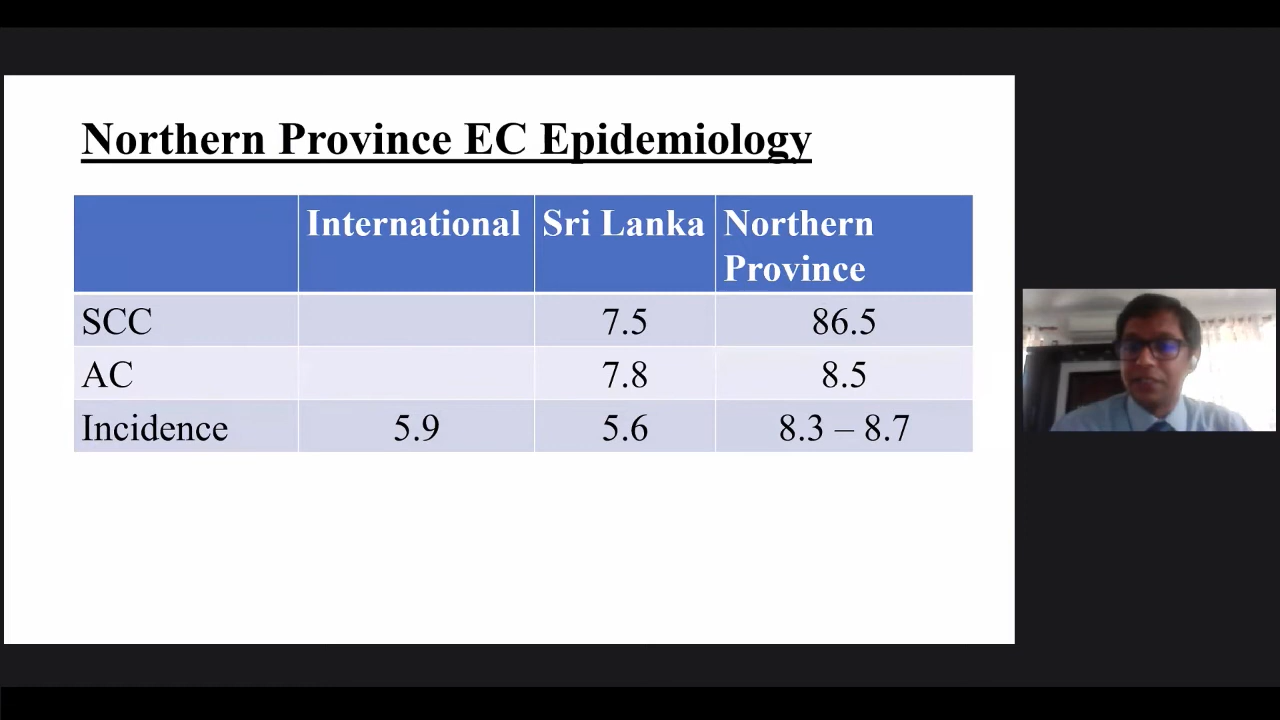 Northern Province EC Epidemiology
International Sri Lanka Northern Province
SCC 7.5 86.5
AC 7.8 8.5
Incidence 5.9 5.6 8.3 – 8.7